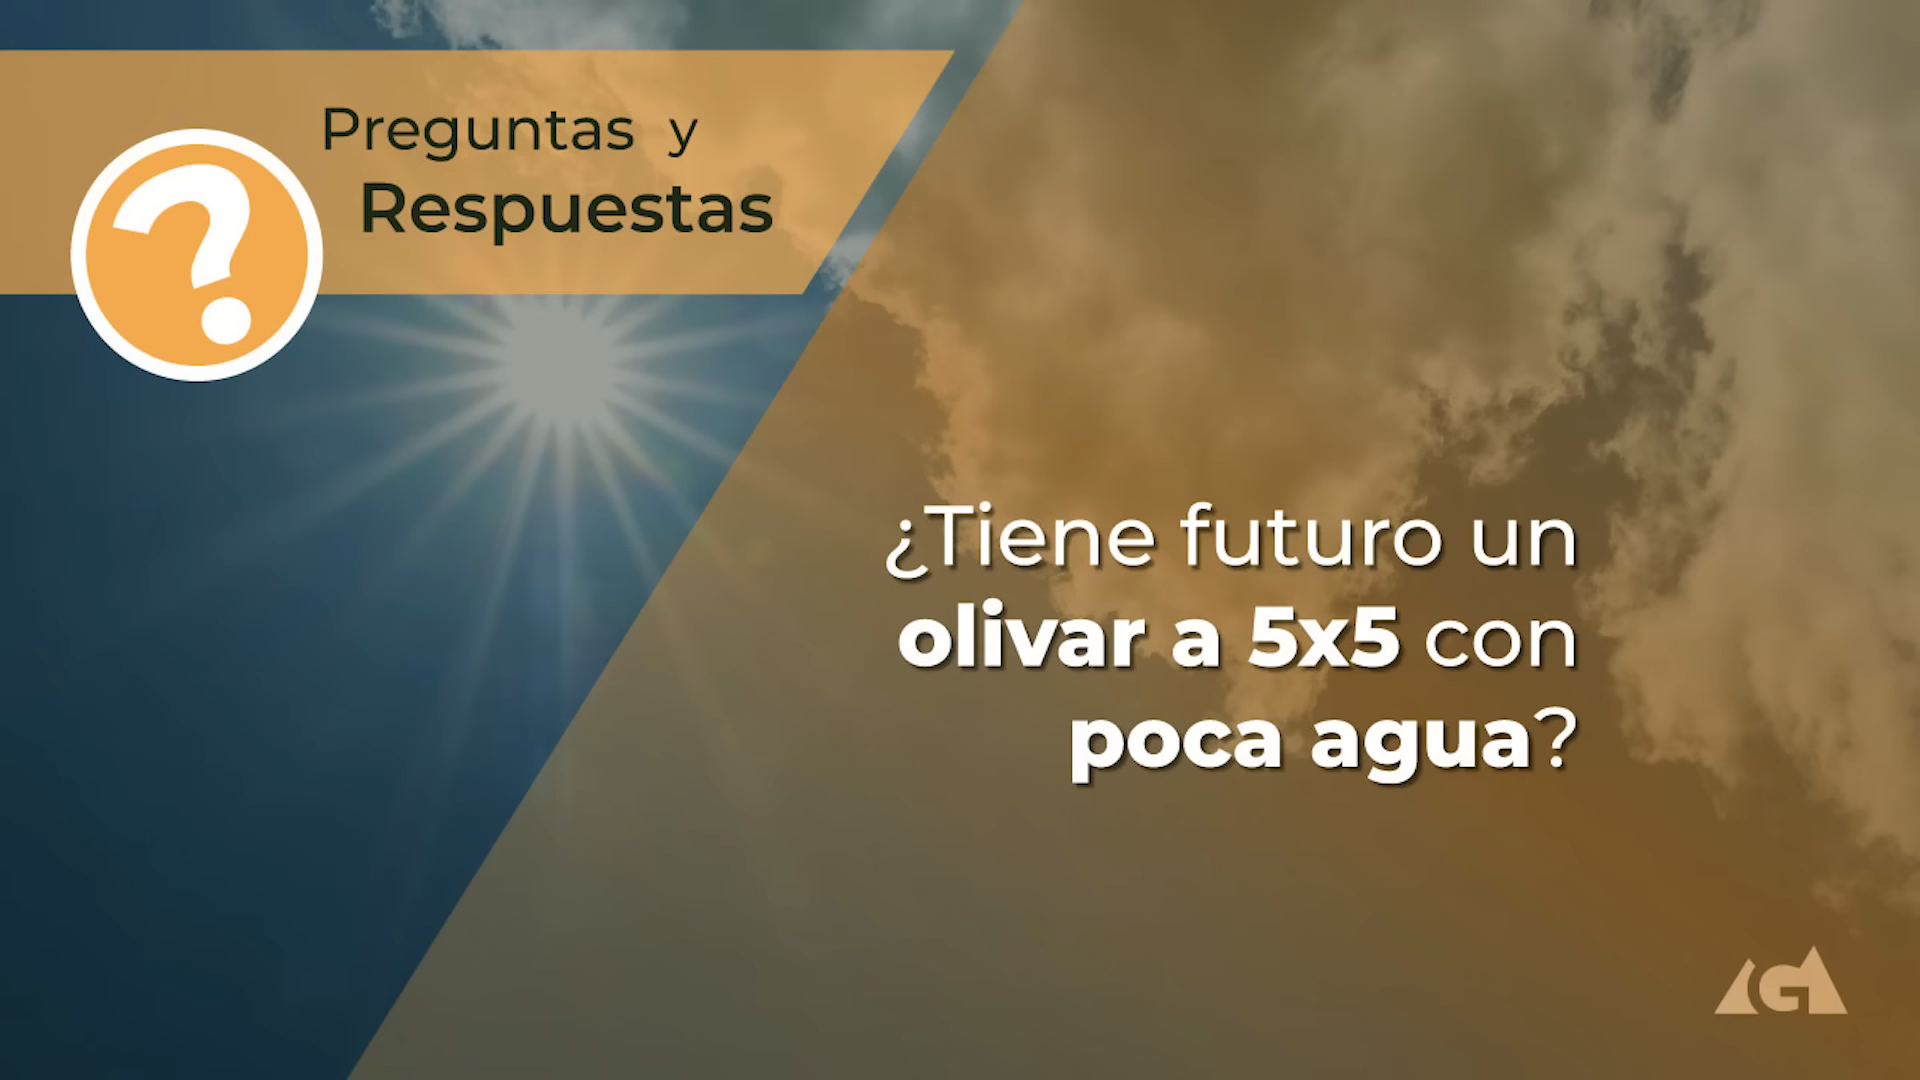 Preguntas y
Respuestas
¿Tiene futuro un
olivar a 5x5 con
poca agua?